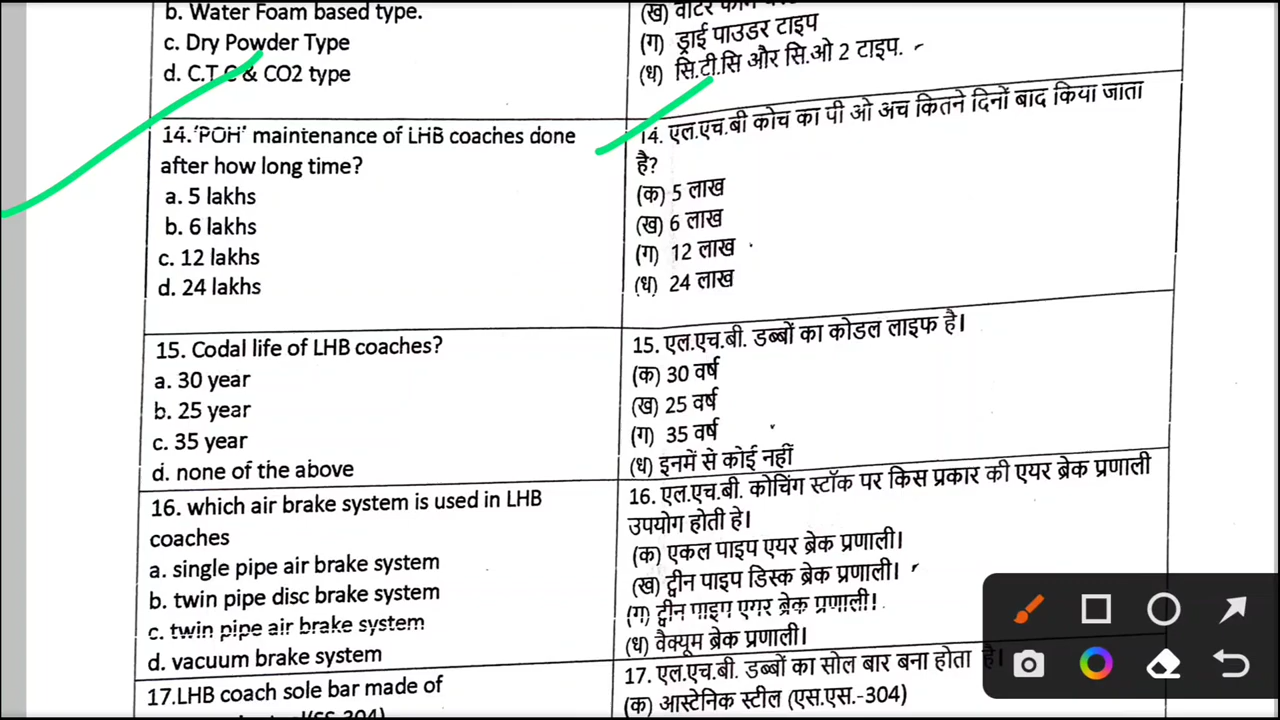 b. Water Foam based type.
c. Dry Powder Type
d. C.T.C & CO2 type
(ख) वाटर
(ग) ड्राई पाउडर टाइप
(ध) सि.टी.सि और सि.ओ 2 टाइप.
14.'POH' maintenance of LHB coaches done
after how long time?
a. 5 lakhs
b. 6 lakhs
c. 12 lakhs
d. 24 lakhs
14. एल.एच.बी कोच का पी ओ अच कितने दिनों बाद किया जाता
है?
(क) 5 लाख
(ख) 6 लाख
(ग) 12 लाख
(ध) 24 लाख
15. Codal life of LHB coaches?
a. 30 year
b. 25 year
c. 35 year
d. none of the above
15. एल.एच.बी. डब्बों का कोडल लाइफ है।
(क) 30 वर्ष
(ख) 25 वर्ष
(ग) 35 वर्ष
(ध) इनमें से कोई नहीं
16. which air brake system is used in LHB
coaches
a. single pipe air brake system
b. twin pipe disc brake system
c. twin pipe air brake system
d. vacuum brake system
16. एल.एच.बी. कोचिंग स्टॉक पर किस प्रकार की एयर ब्रेक प्रणाली
उपयोग होती हे।
(क) एकल पाइप एयर ब्रेक प्रणाली।
(ख) ट्वीन पाइप डिस्क ब्रेक प्रणाली।
(ग) ट्वीन पाइप एयर ब्रेक प्रणाली।
(ध) वैक्यूम ब्रेक प्रणाली।
17.LHB coach sole bar made of
17. एल.एच.बी. डब्बों का सोल बार बना होता है।
(क) आस्टेनिक स्टील (एस.एस.-304)